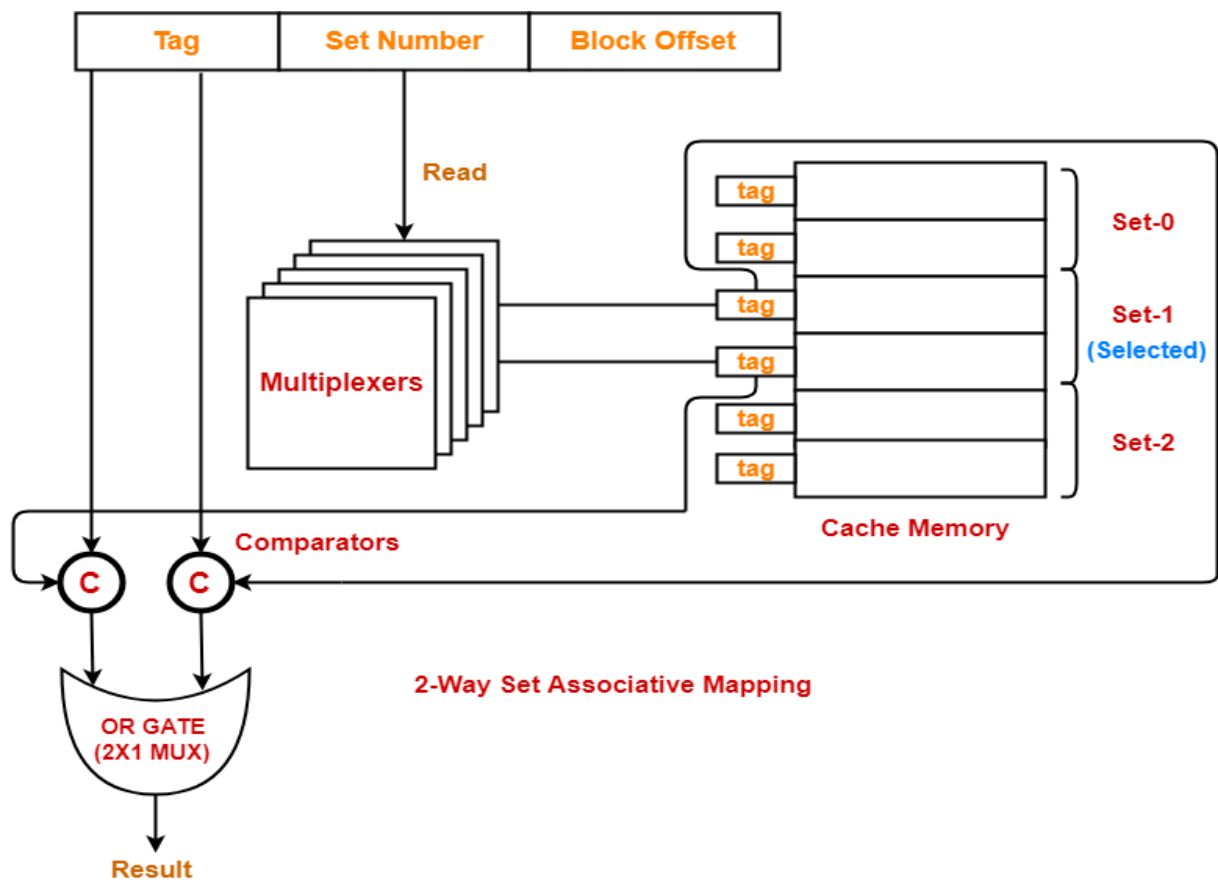 Tag Set Number Block Offset
Read
tag
tag
Set-0
tag
tag
Set-1
(Selected)
tag
tag
Set-2
Multiplexers
Cache Memory
Comparators
C C
2-Way Set Associative Mapping
OR GATE
(2X1 MUX)
Result